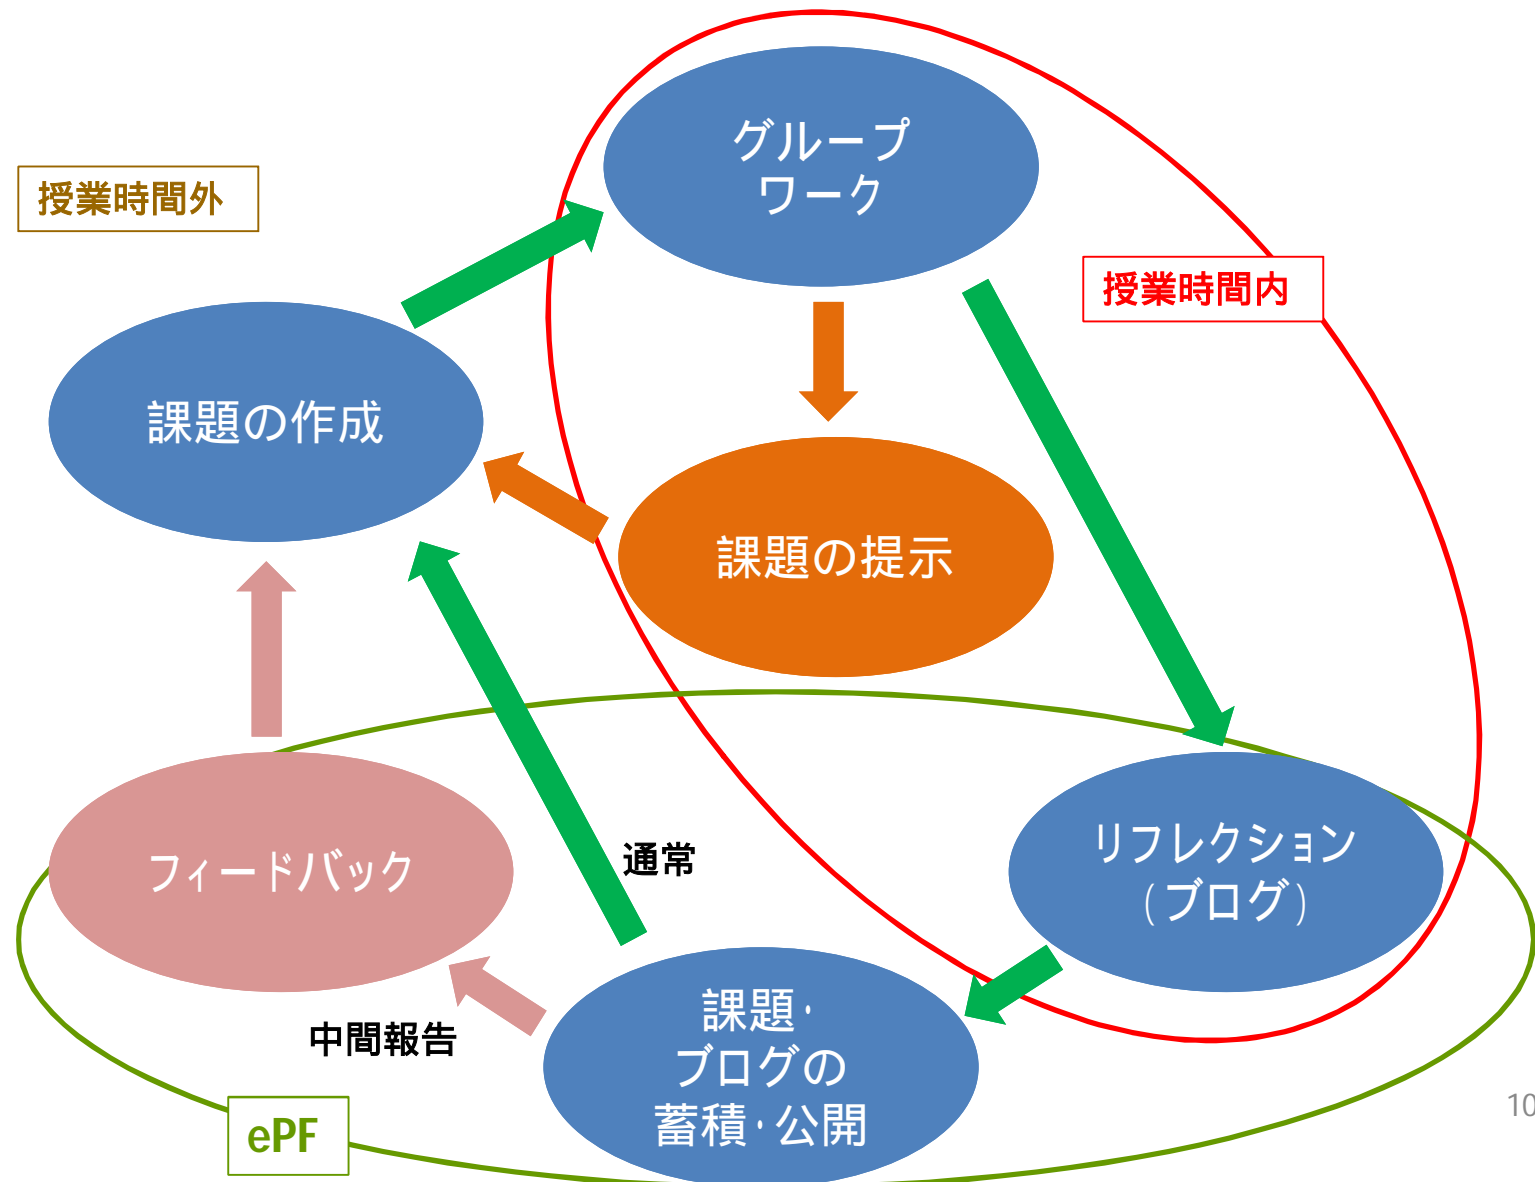 グループ
ワーク
授業時間外
授業時間内
課題の作成
課題の提示
リフレクション
(ブログ)
フィードバック
通常
課題・
ブログの
蓄積・公開
中間報告
ePF
10